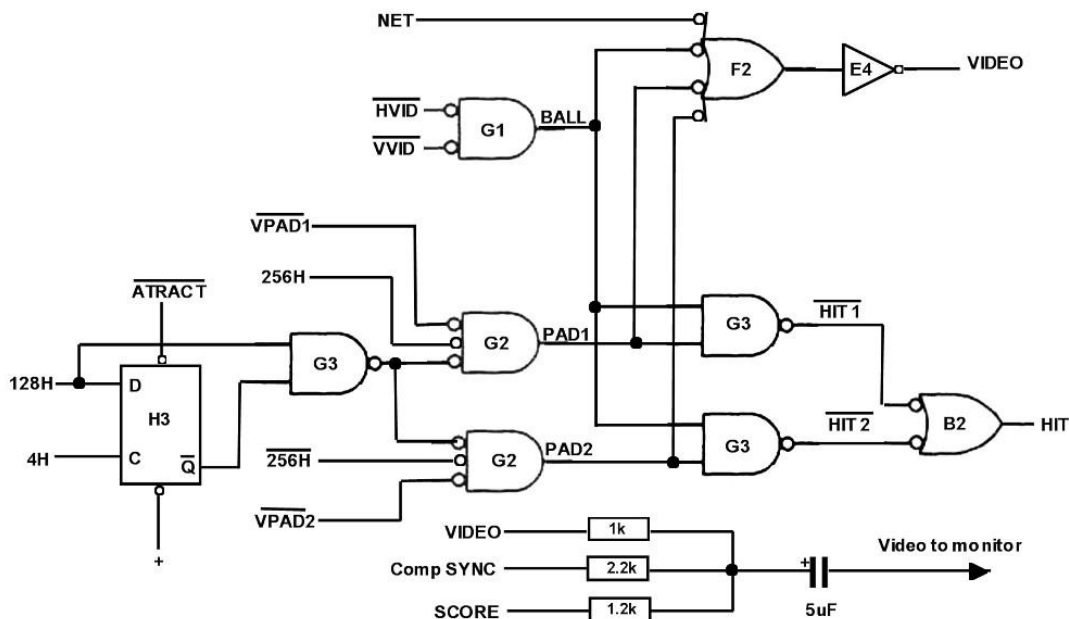 NET
F2
E4
VIDEO
HVID
G1
BALL
VVID
VPAD1
256H
ATRACT
G2
PAD1
G3
HIT 1
G3
128H
D
H3
4H
C
Q
B2
HIT
HIT 2
G3
256H
G2
PAD2
VPAD2
+
VIDEO
1k
Video to monitor
Comp SYNC
2.2k
+
SCORE
1.2k
5uF